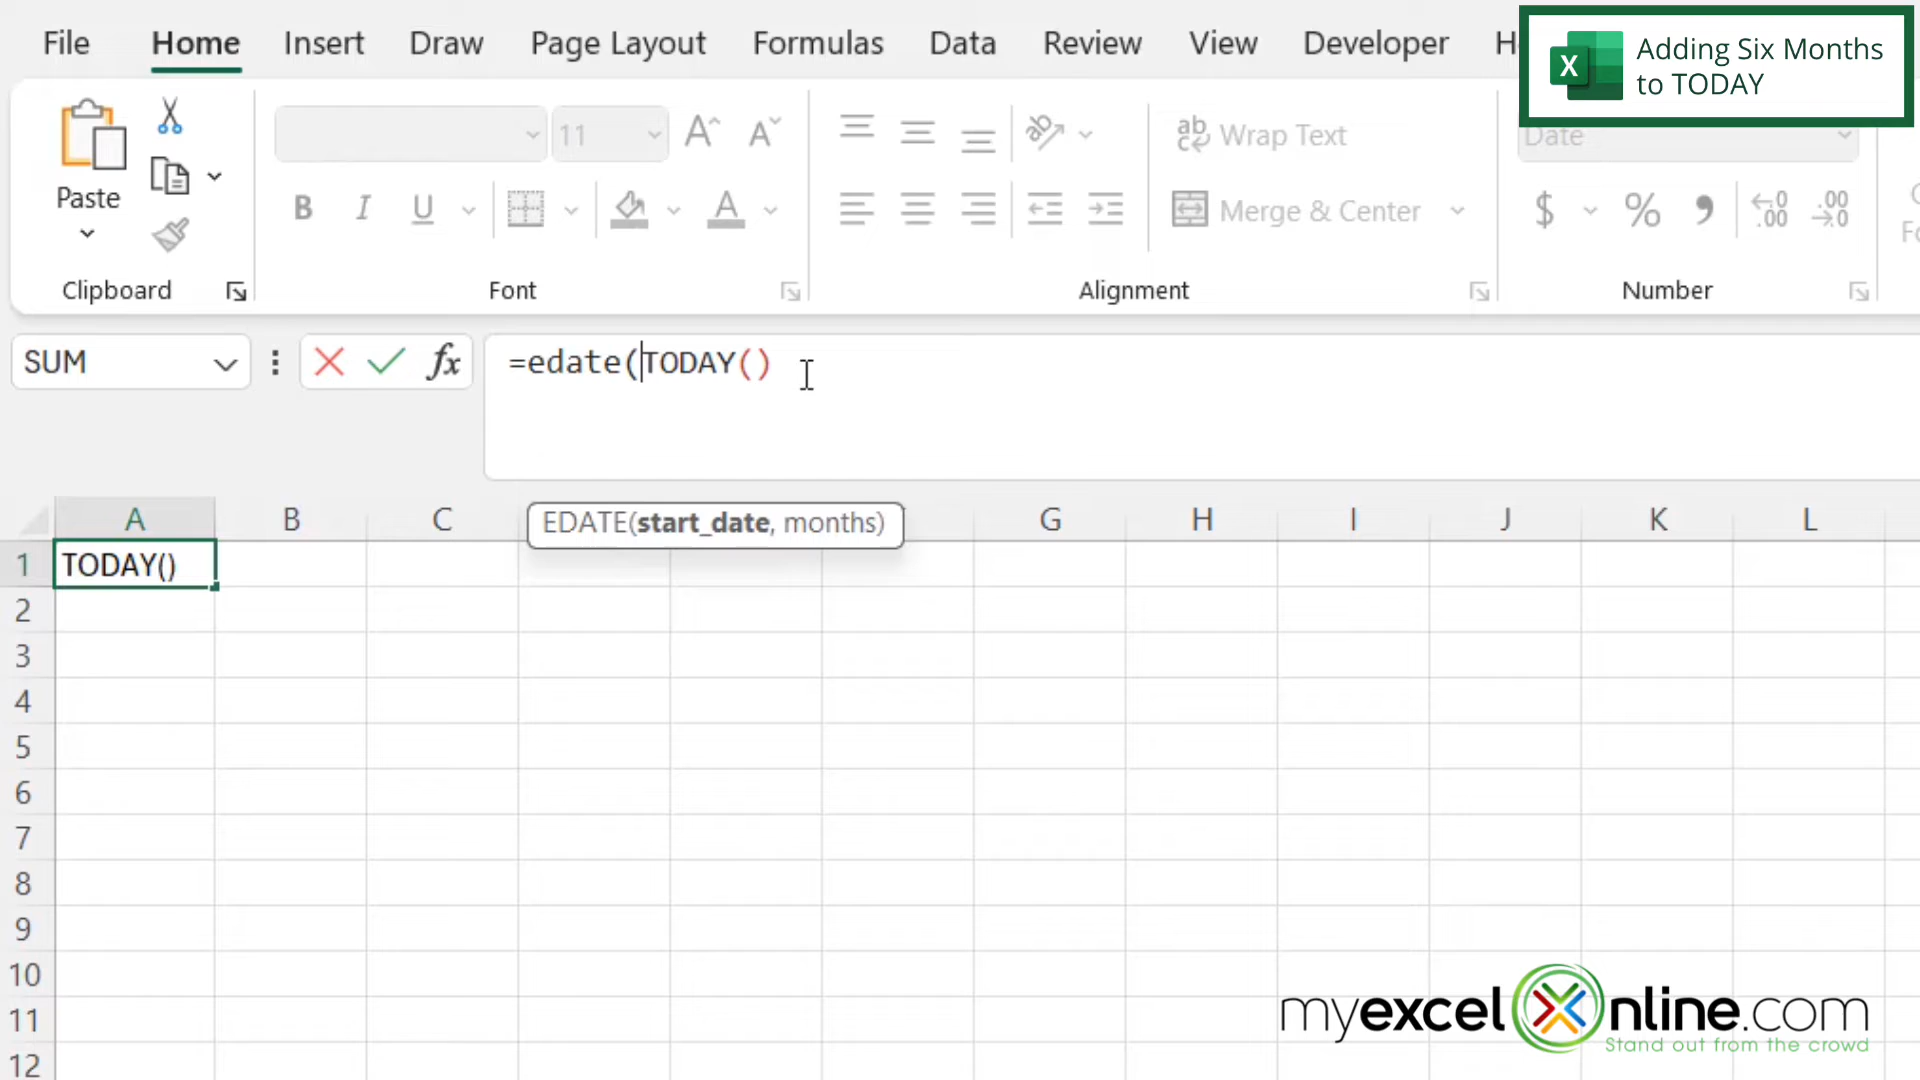 File Home Insert Draw Page Layout Formulas Data Review View Developer H
X
Adding Six Months
to TODAY
Paste
11
Wrap Text
Date
B I U
Merge & Center
$ % ,
Clipboard Font Alignment Number
SUM fx =edate(TODAY()
EDATE(start_date, months)
A B C G H I J K L
1 TODAY()
2
3
4
5
6
7
8
9
10
11
12
myexcelonline.com
Stand out from the crowd